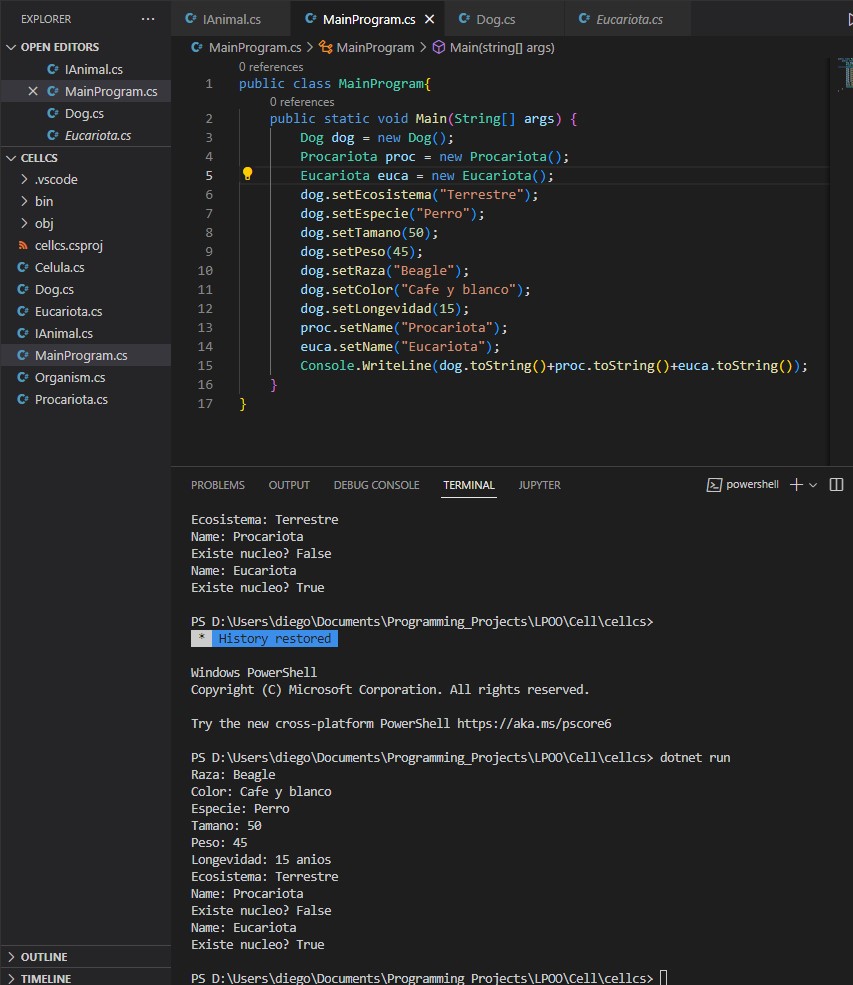 EXPLORER ···
OPEN EDITORS
IAnimal.cs
MainProgram.cs
Dog.cs
Eucariota.cs
CELLCS
.vscode
bin
obj
cellcs.csproj
Celula.cs
Dog.cs
Eucariota.cs
IAnimal.cs
MainProgram.cs
Organism.cs
Procariota.cs
OUTLINE
TIMELINE
IAnimal.cs MainProgram.cs Dog.cs Eucariota.cs
MainProgram.cs > MainProgram > Main(string[] args)
0 references
1 public class MainProgram{
0 references
2 public static void Main(String[] args) {
3 Dog dog = new Dog();
4 Procariota proc = new Procariota();
5 Eucariota euca = new Eucariota();
6 dog.setEcosistema("Terrestre");
7 dog.setEspecie("Perro");
8 dog.setTamano(50);
9 dog.setPeso(45);
10 dog.setRaza("Beagle");
11 dog.setColor("Cafe y blanco");
12 dog.setLongevidad(15);
13 proc.setName("Procariota");
14 euca.setName("Eucariota");
15 Console.WriteLine(dog.toString()+proc.toString()+euca.toString());
16 }
17 }
PROBLEMS OUTPUT DEBUG CONSOLE TERMINAL JUPYTER powershell
Ecosistema: Terrestre
Name: Procariota
Existe nucleo? False
Name: Eucariota
Existe nucleo? True
PS D:\Users\diego\Documents\Programming_Projects\LPOO\Cell\cellcs>
* History restored
Windows PowerShell
Copyright (C) Microsoft Corporation. All rights reserved.
Try the new cross-platform PowerShell https://aka.ms/pscore6
PS D:\Users\diego\Documents\Programming_Projects\LPOO\Cell\cellcs> dotnet run
Raza: Beagle
Color: Cafe y blanco
Especie: Perro
Tamano: 50
Peso: 45
Longevidad: 15 anios
Ecosistema: Terrestre
Name: Procariota
Existe nucleo? False
Name: Eucariota
Existe nucleo? True
PS D:\Users\diego\Documents\Programming_Projects\LPOO\Cell\cellcs>